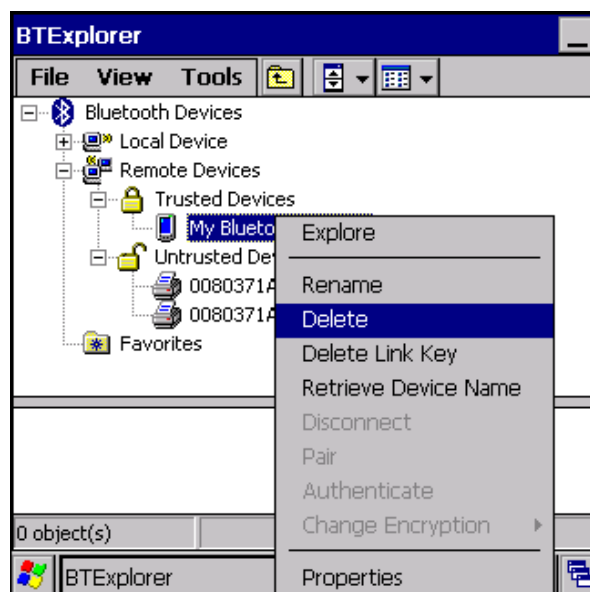 BTExplorer
File View Tools
Bluetooth Devices
Local Device
Remote Devices
Trusted Devices
My Blueto
Untrusted De
0080371A
0080371A
Favorites
Explore
Rename
Delete
Delete Link Key
Retrieve Device Name
Disconnect
Pair
Authenticate
Change Encryption
Properties
0 object(s)
BTExplorer